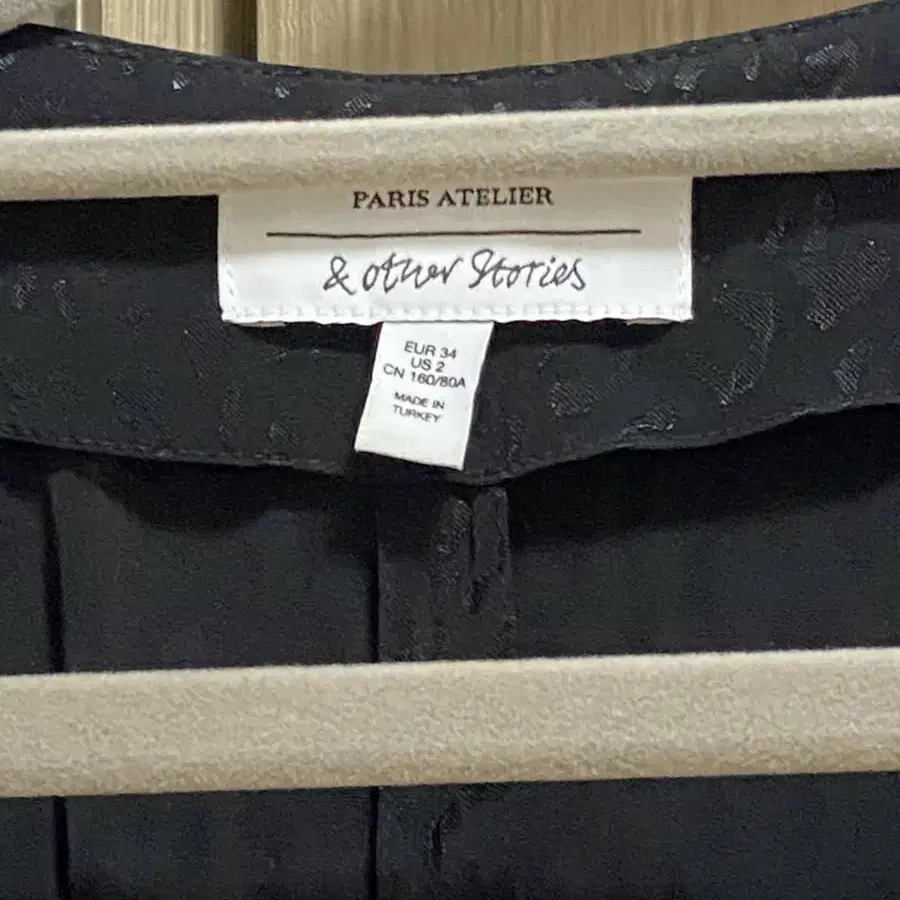 PARIS ATELIER
& other Stories
EUR 34
US 2
CN 160/80A
MADE IN
TURKEY